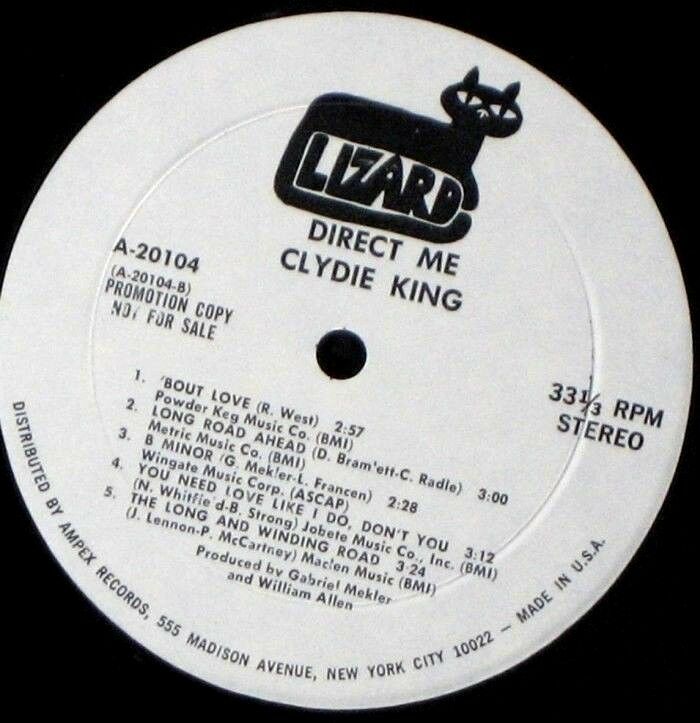 LIZARD
DIRECT ME
CLYDIE KING
A-20104
(A-20104-B)
PROMOTION COPY
NOT FOR SALE
33⅓ RPM
STEREO
1. 'BOUT LOVE (R. West) 2:57
Powder Keg Music Co. (BMI)
2. LONG ROAD AHEAD (D. Bram'ett-C. Radle) 3:00
Metric Music Co. (BMI)
3. B MINOR (G. Mekler-L. Francen) 2:28
Wingate Music Corp. (ASCAP)
4. YOU NEED LOVE LIKE I DO, DON'T YOU 3:12
(N. Whitfie'd-B. Strong) Jobete Music Co., Inc. (BMI)
5. THE LONG AND WINDING ROAD 3:24
(J. Lennon-P. McCartney) Maclen Music (BMI)
Produced by Gabriel Mekler
and William Allen
DISTRIBUTED BY AMPEX RECORDS, 555 MADISON AVENUE, NEW YORK CITY 10022 – MADE IN U.S.A.